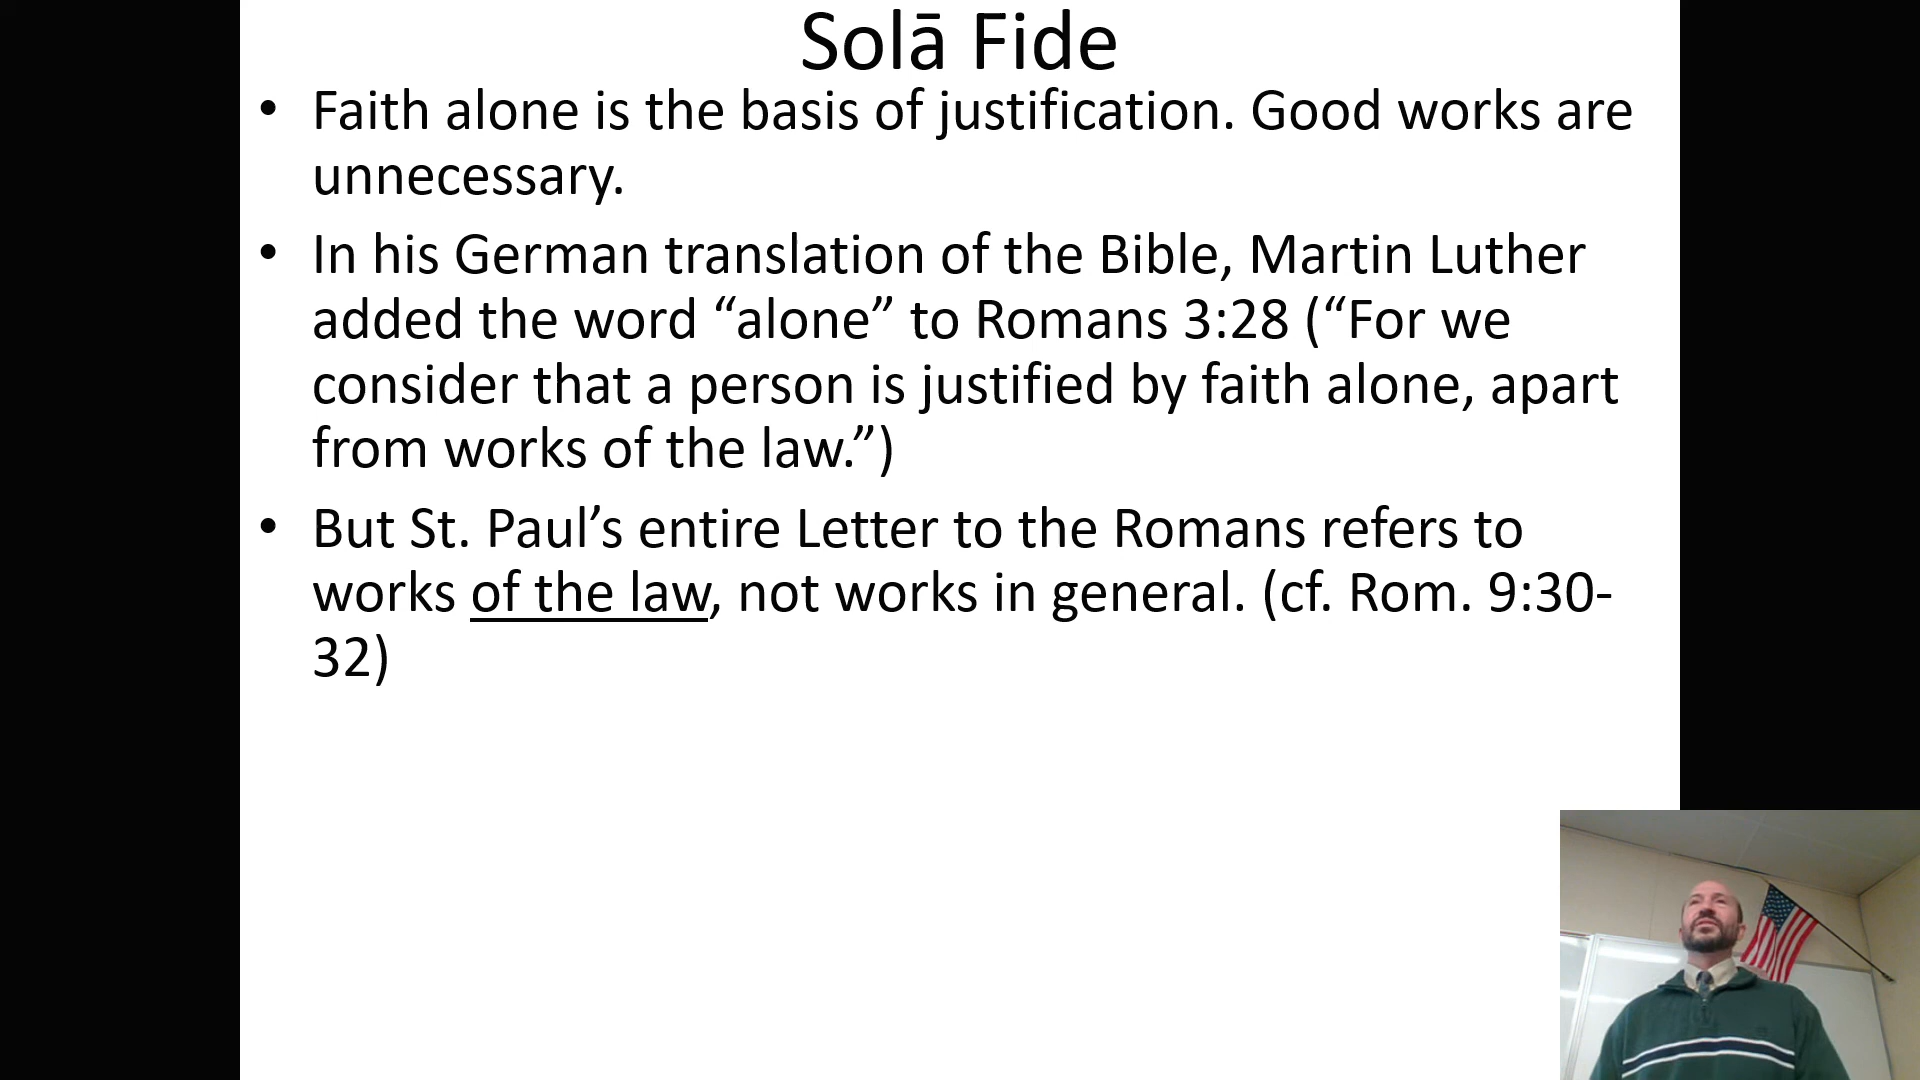 Solā Fide
• Faith alone is the basis of justification. Good works are
unnecessary.
• In his German translation of the Bible, Martin Luther
added the word “alone” to Romans 3:28 (“For we
consider that a person is justified by faith alone, apart
from works of the law.”)
• But St. Paul’s entire Letter to the Romans refers to
works of the law, not works in general. (cf. Rom. 9:30-
32)